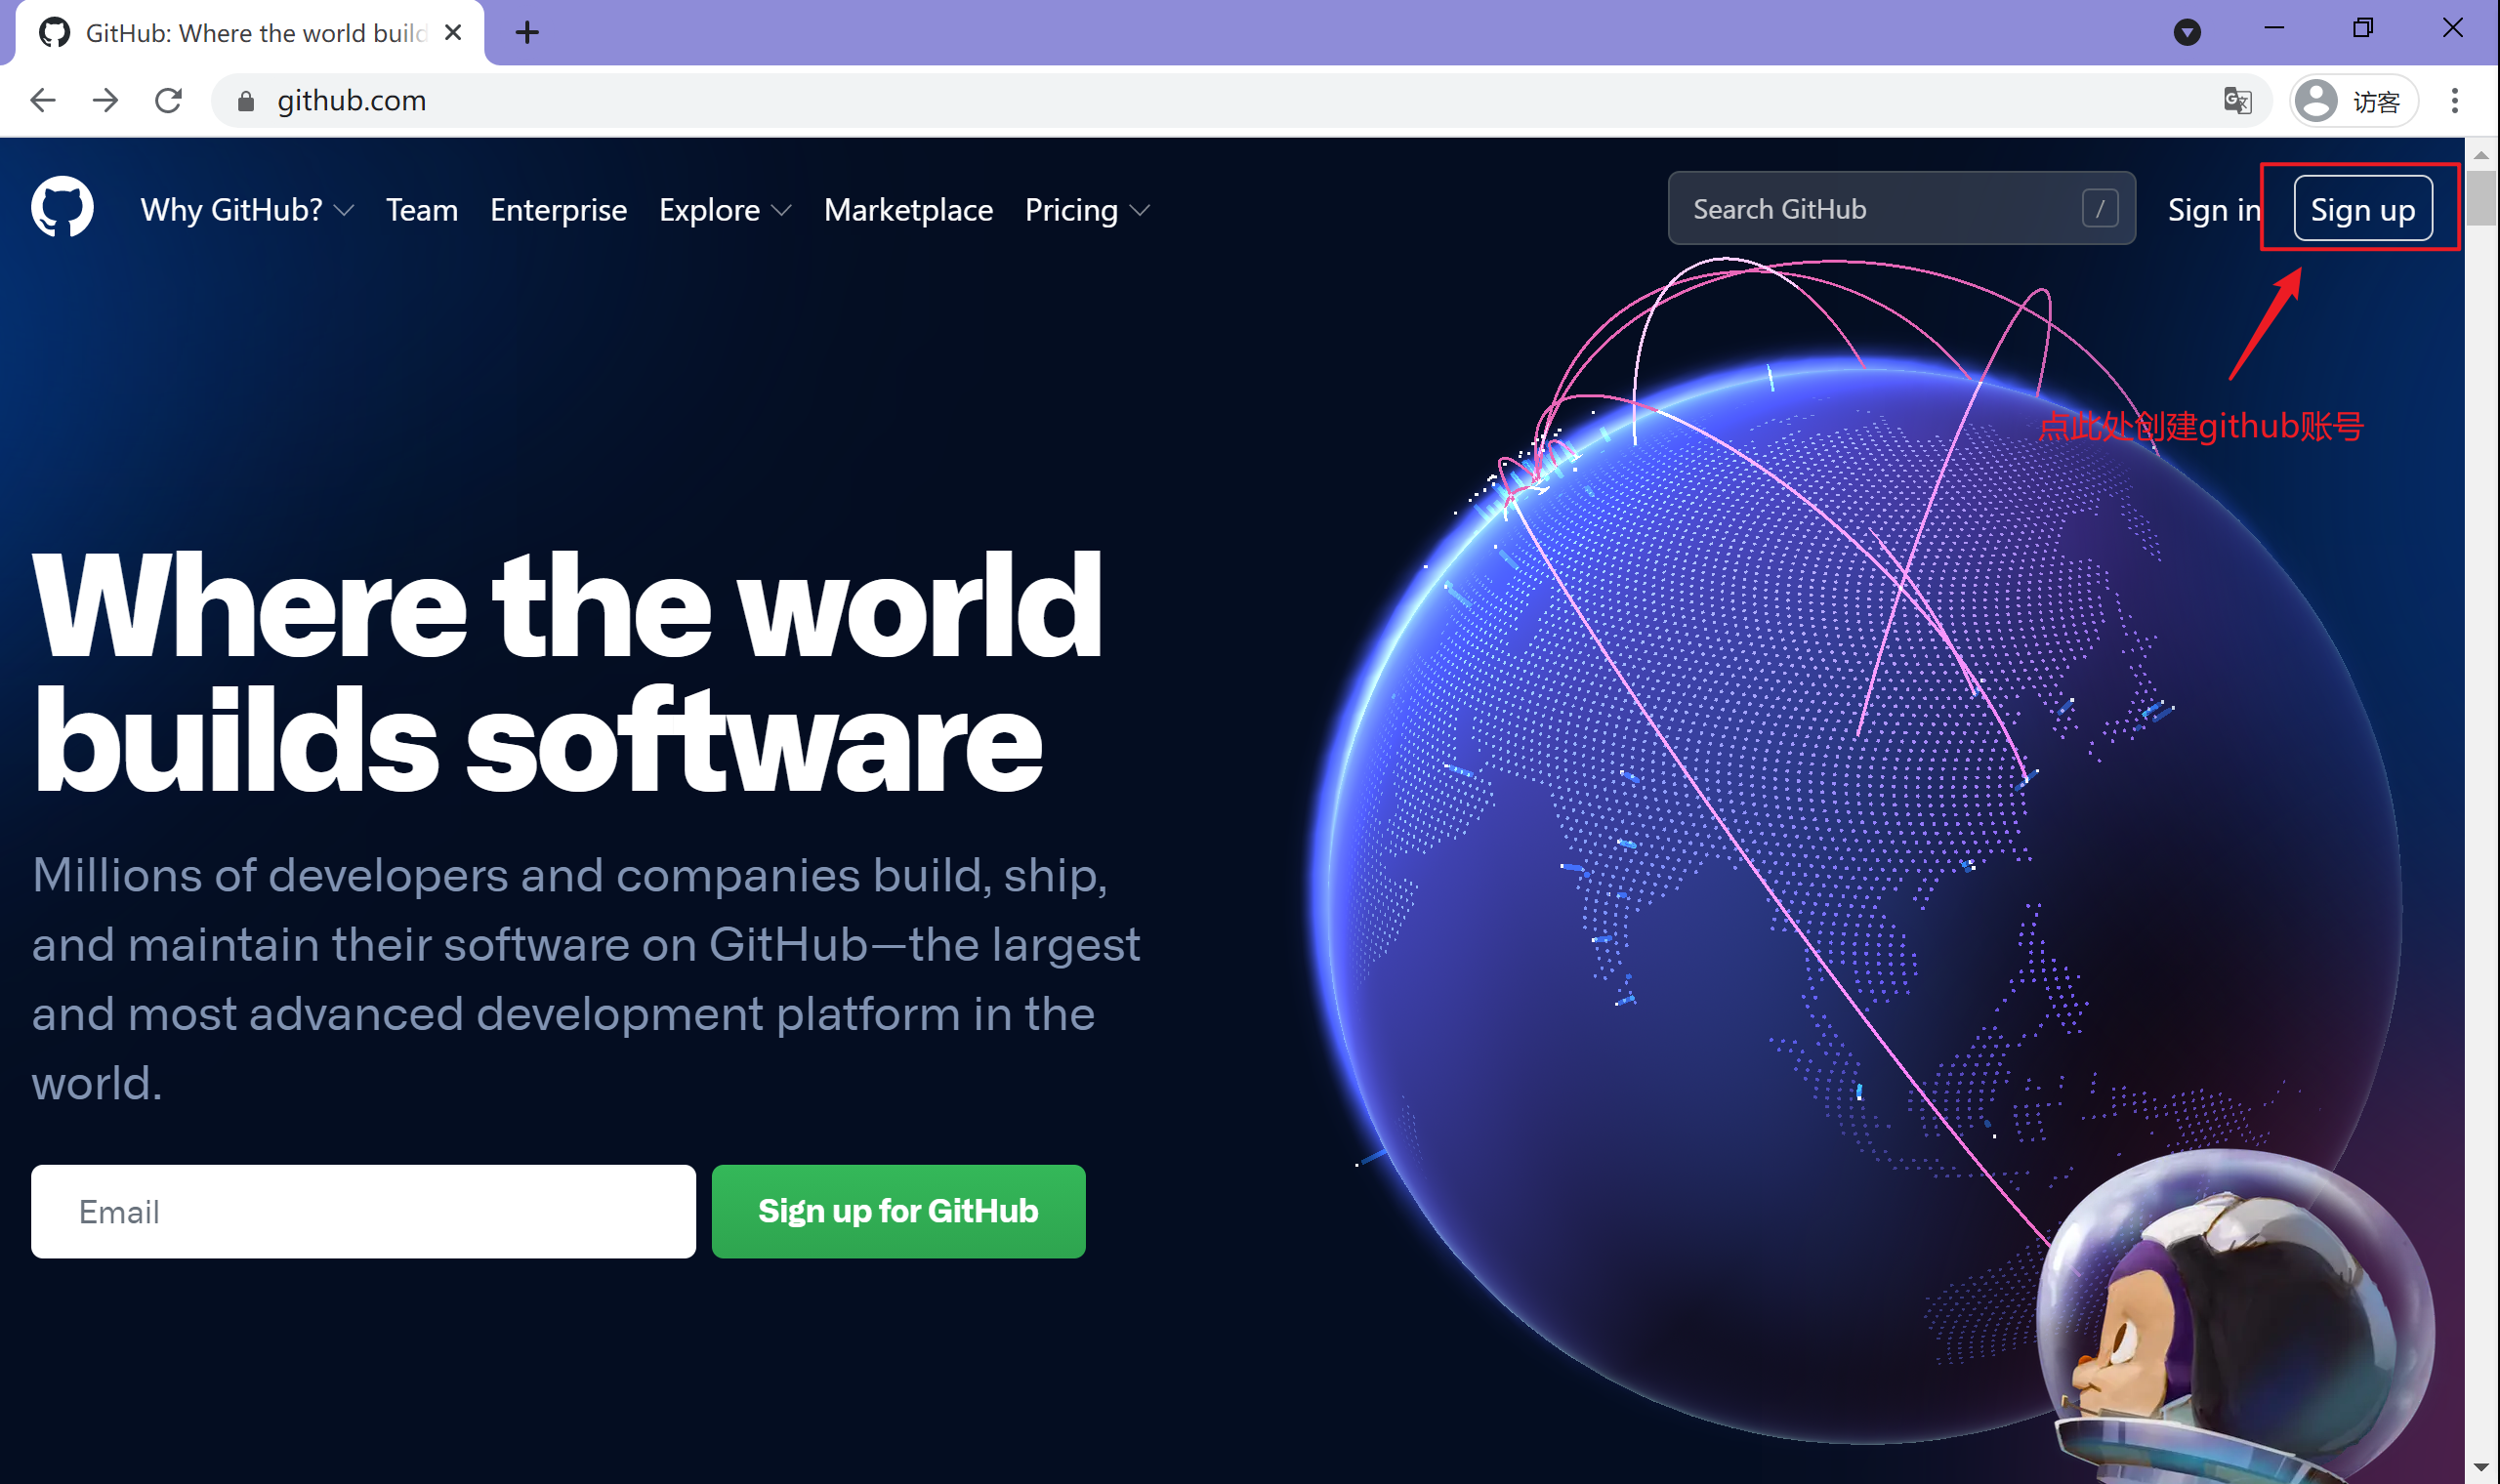 GitHub: Where the world build
github.com
访客
Why GitHub? Team Enterprise Explore Marketplace Pricing Search GitHub / Sign in Sign up
点此处创建github账号
Where the world
builds software
Millions of developers and companies build, ship,
and maintain their software on GitHub—the largest
and most advanced development platform in the
world.
Email Sign up for GitHub